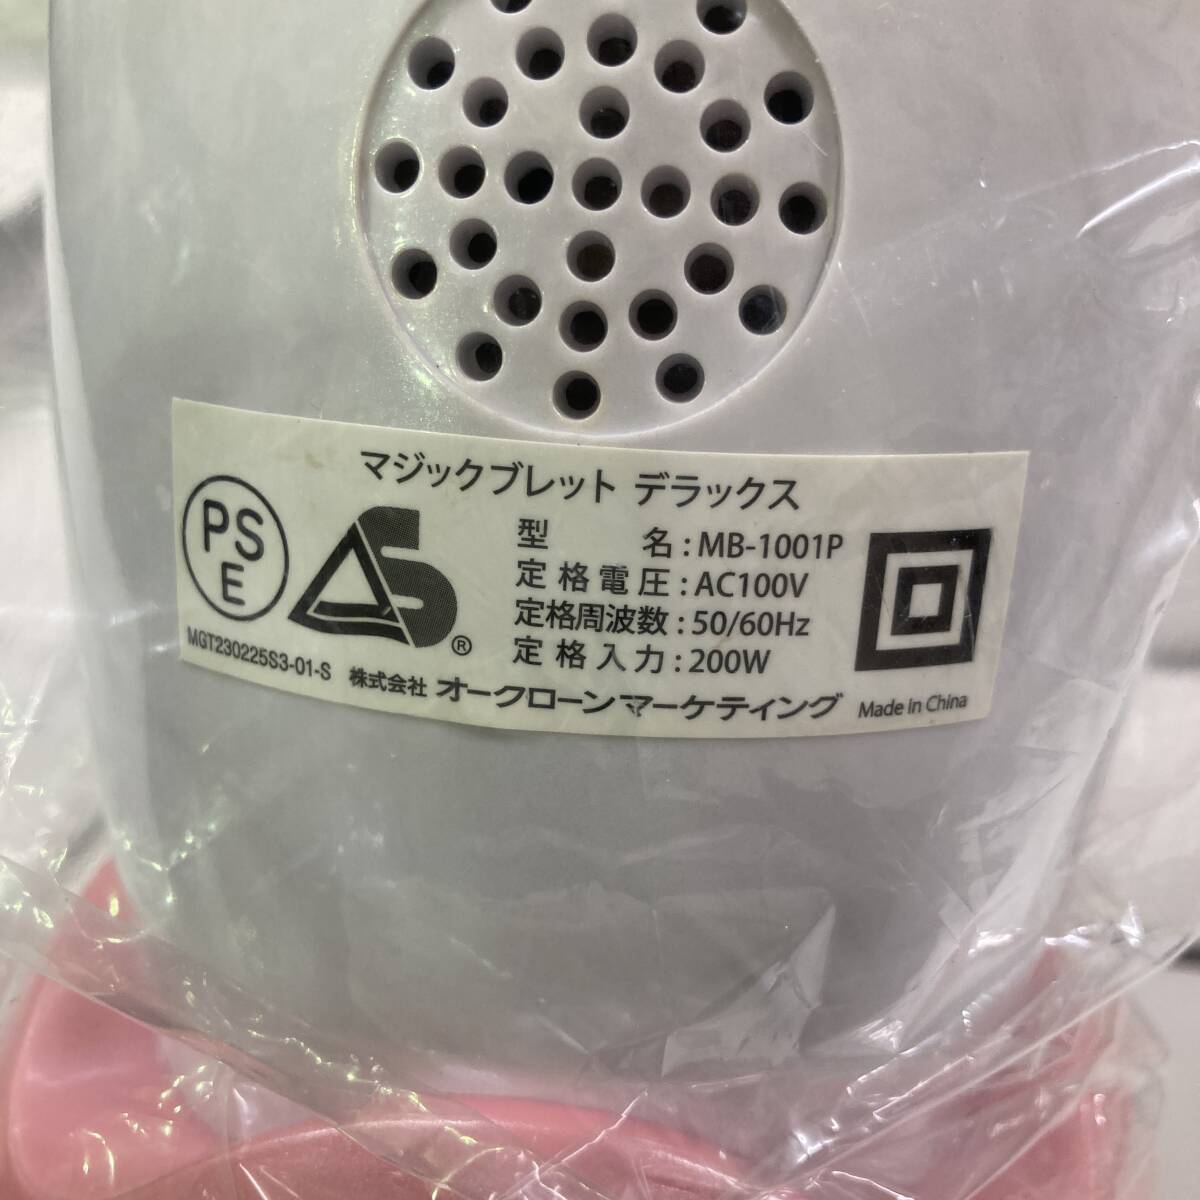 マジックブレット デラックス
PS
E
S
®
型　　　名 : MB-1001P
定格電圧 : AC100V
定格周波数 : 50/60Hz
定格入力 : 200W
MGT230225S3-01-S
株式会社 オークローンマーケティング
Made in China